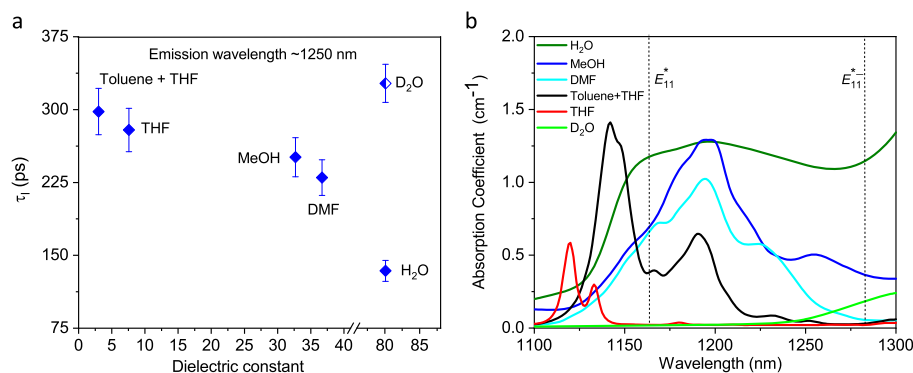 a
375
300
225
150
75
τI (ps)
Emission wavelength ~1250 nm
Toluene + THF
THF
MeOH
DMF
D2O
H2O
0 5 10 15 20 25 30 35 40 80 85
Dielectric constant
b
2.0
1.5
1.0
0.5
0.0
Absorption Coefficient (cm-1)
H2O
MeOH
DMF
Toluene+THF
THF
D2O
E*11
E*−11
1100 1150 1200 1250 1300
Wavelength (nm)